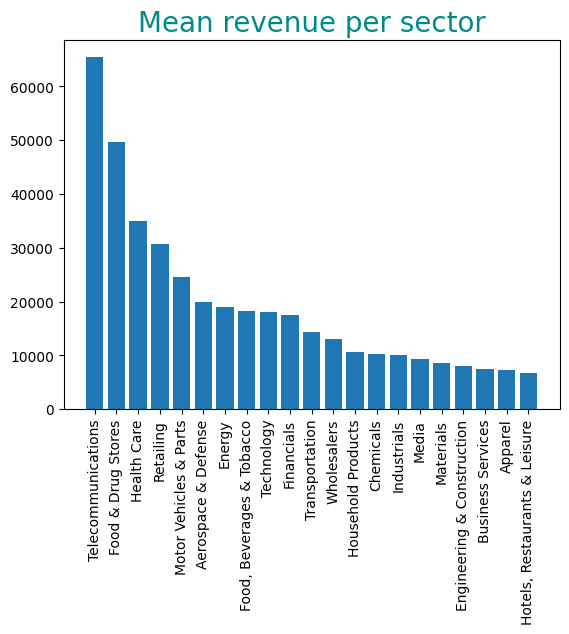 Mean revenue per sector
60000
50000
40000
30000
20000
10000
0
Telecommunications
Food & Drug Stores
Health Care
Retailing
Motor Vehicles & Parts
Aerospace & Defense
Energy
Food, Beverages & Tobacco
Technology
Financials
Transportation
Wholesalers
Household Products
Chemicals
Industrials
Media
Materials
Engineering & Construction
Business Services
Apparel
Hotels, Restaurants & Leisure